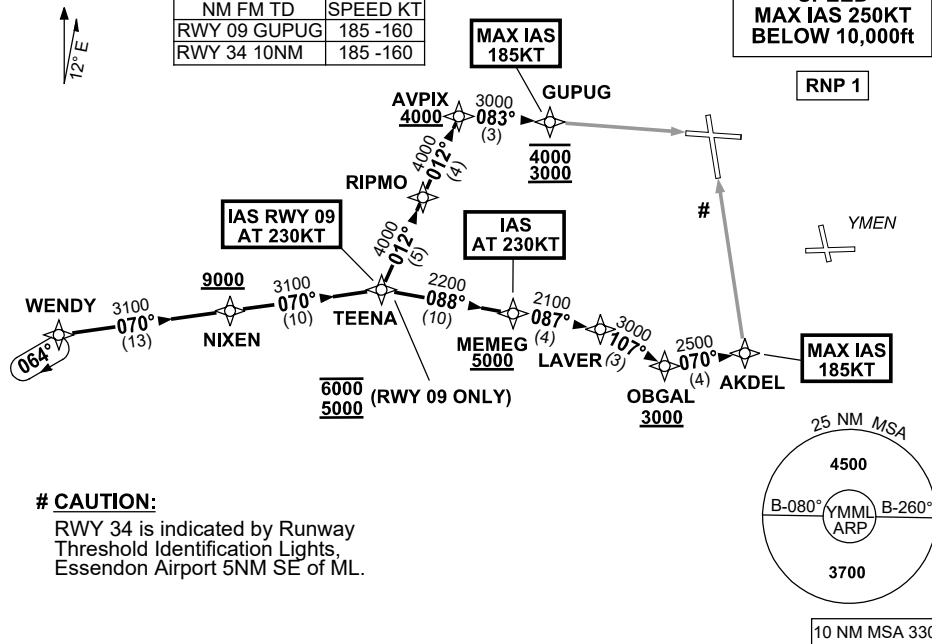 NM FM TD SPEED KT
RWY 09 GUPUG 185 -160
RWY 34 10NM 185 -160
MAX IAS 250KT
BELOW 10,000ft
RNP 1
12° E
MAX IAS
185KT
GUPUG
4000
3000
AVPIX
4000
3000
083°
(3)
4000
012°
(4)
RIPMO
4000
012°
(5)
IAS RWY 09
AT 230KT
IAS
AT 230KT
#
YMEN
WENDY
064°
3100
070°
(13)
9000
NIXEN
3100
070°
(10)
TEENA
6000
5000
(RWY 09 ONLY)
2200
088°
(10)
MEMEG
5000
2100
087°
(4)
LAVER
3000
107°
(3)
OBGAL
3000
2500
070°
(4)
AKDEL
MAX IAS
185KT
# CAUTION:
RWY 34 is indicated by Runway
Threshold Identification Lights,
Essendon Airport 5NM SE of ML.
25 NM MSA
4500
B-080°
YMML
ARP
B-260°
3700
10 NM MSA 330